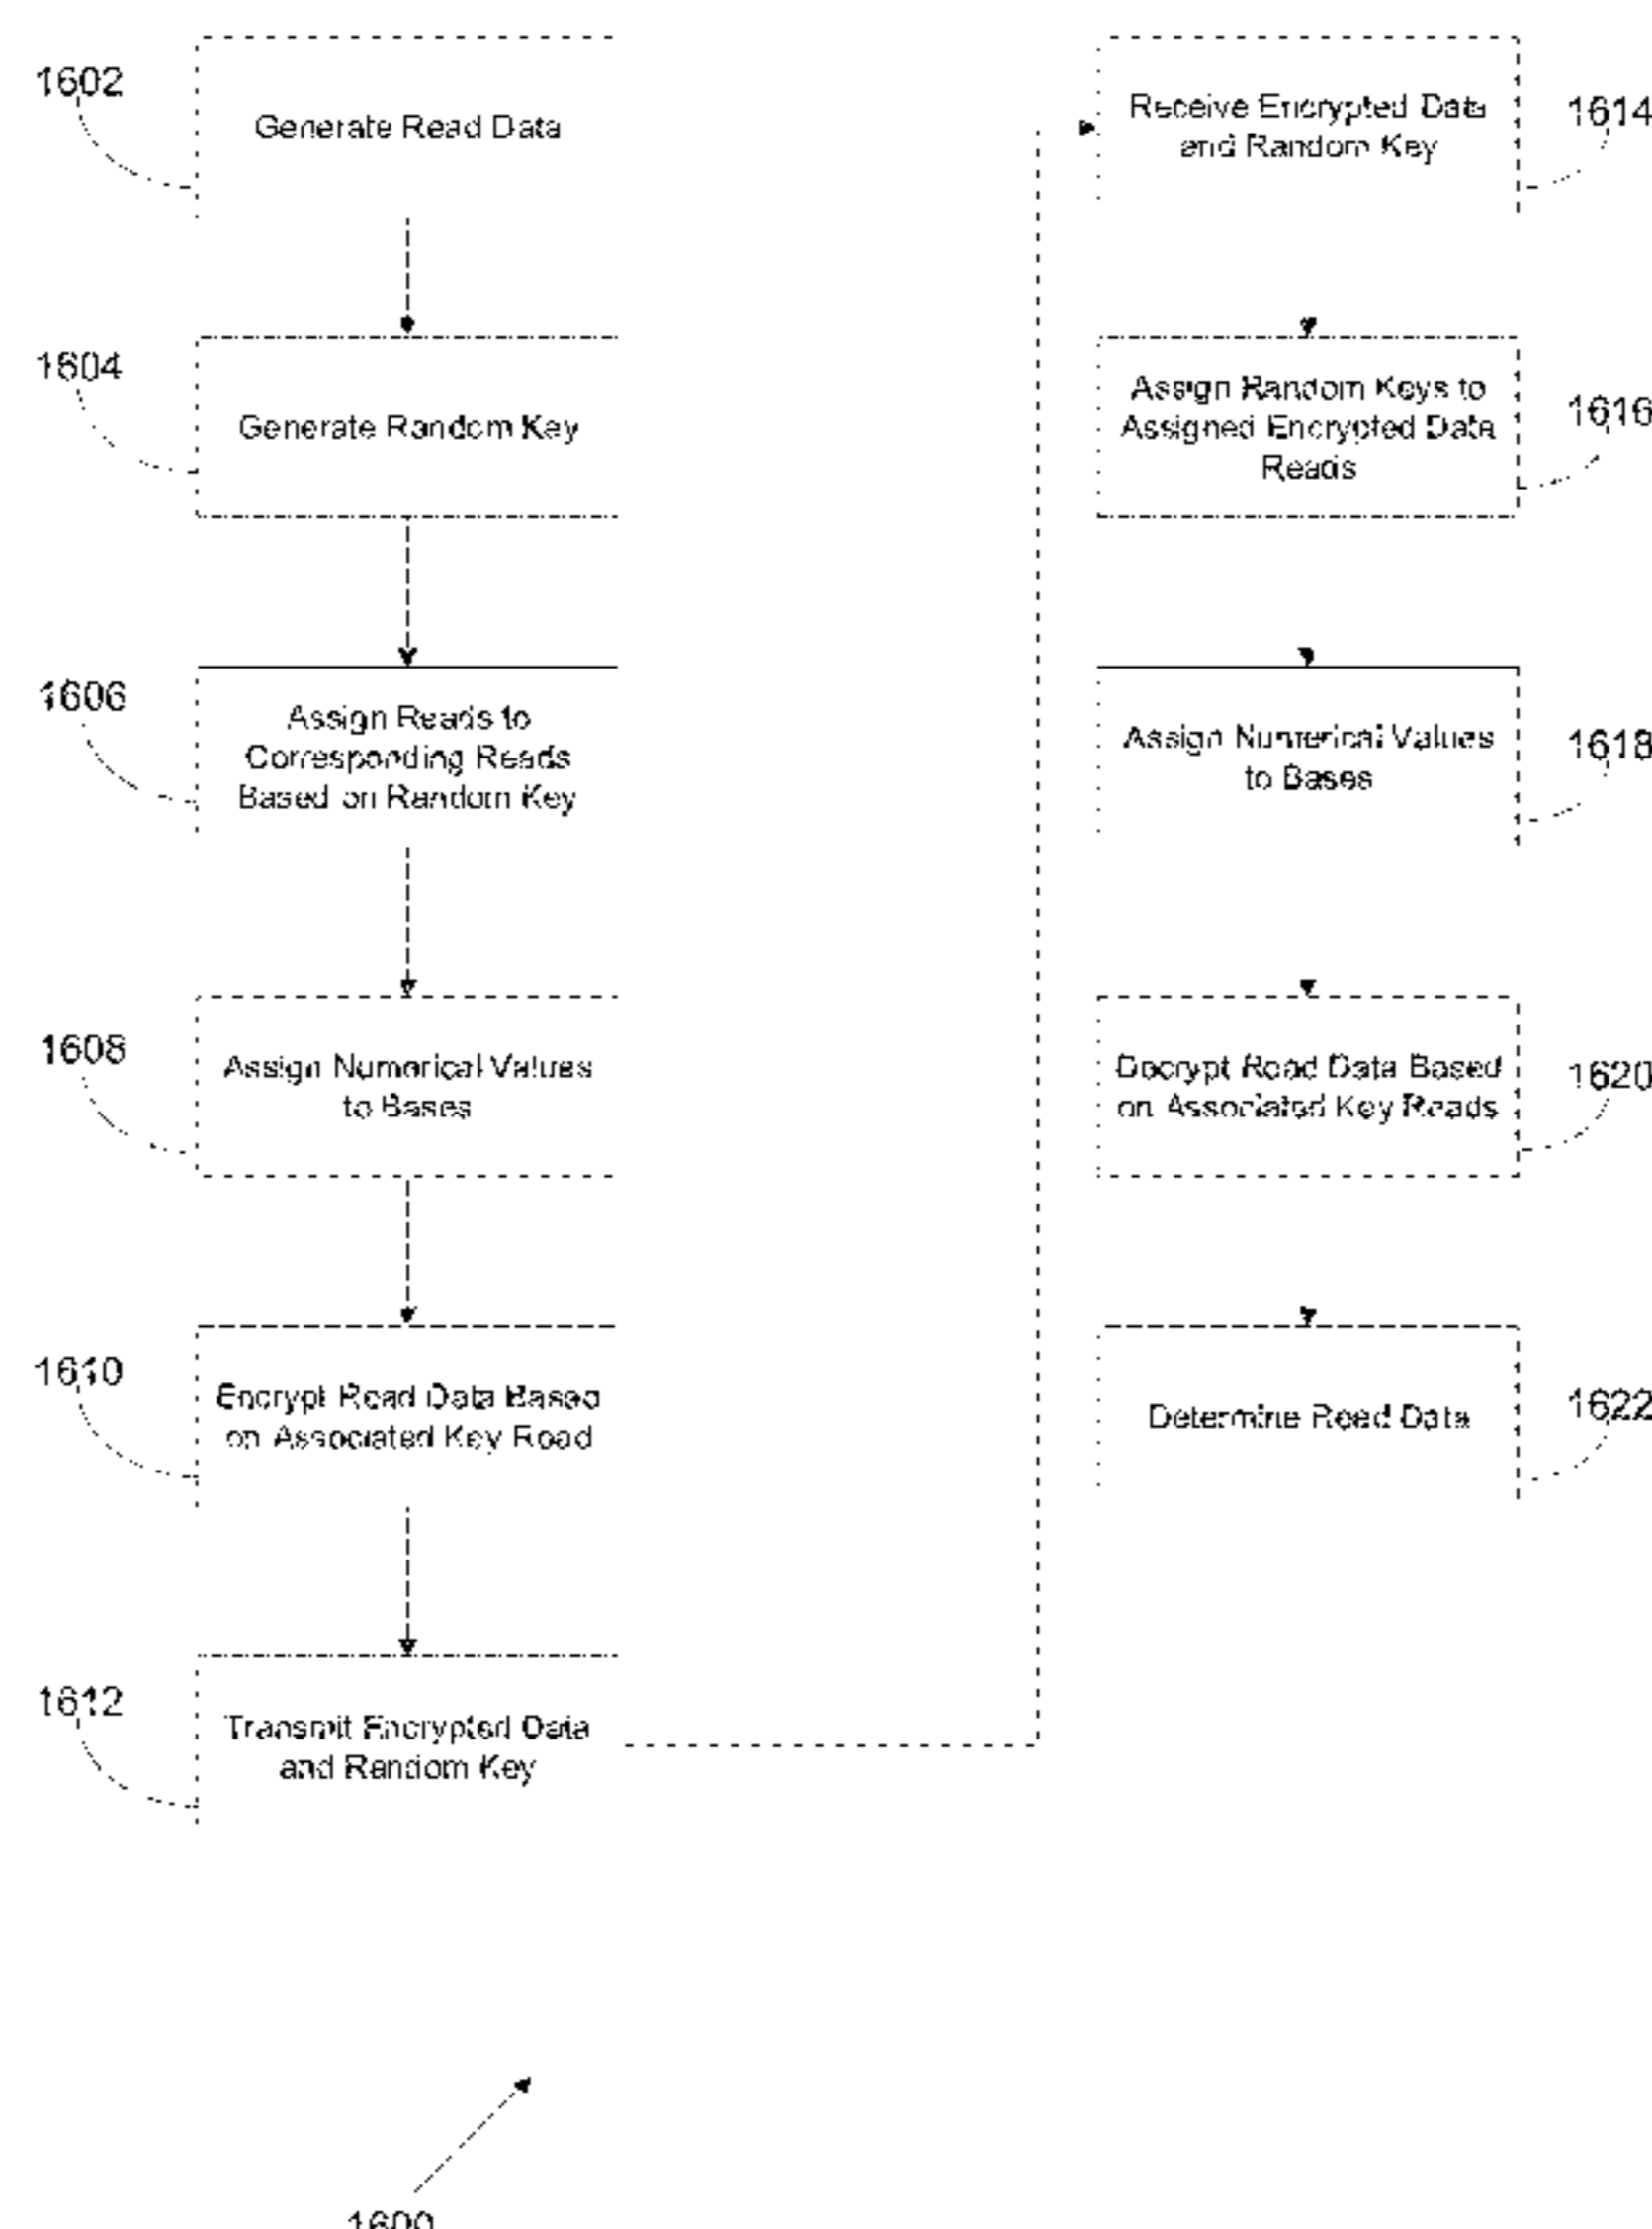 1602
Generate Read Data
1604
Generate Random Key
1606
Assign Reads to
Corresponding Reads
Based on Random Key
1608
Assign Numerical Values
to Bases
1610
Encrypt Read Data Based
on Associated Key Read
1612
Transmit Encrypted Data
and Random Key
Receive Encrypted Data
and Random Key
1614
Assign Random Keys to
Assigned Encrypted Data
Reads
1616
Assign Numerical Values
to Bases
1618
Decrypt Read Data Based
on Associated Key Reads
1620
Determine Read Data
1622
1600